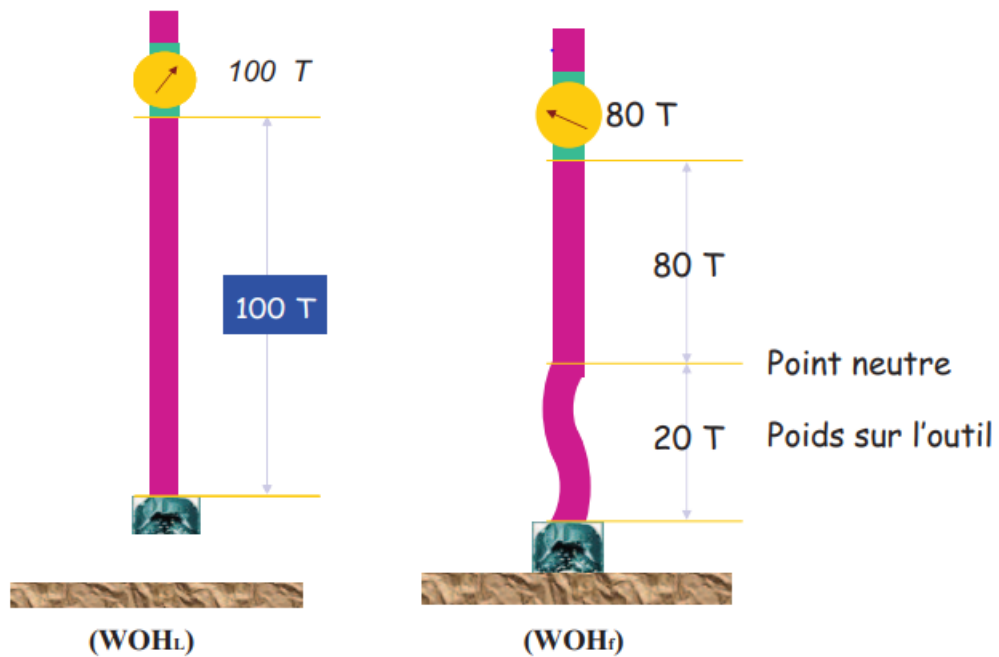 100 T
100 T
(WOHL)
80 T
80 T
Point neutre
20 T
Poids sur l'outil
(WOHf)